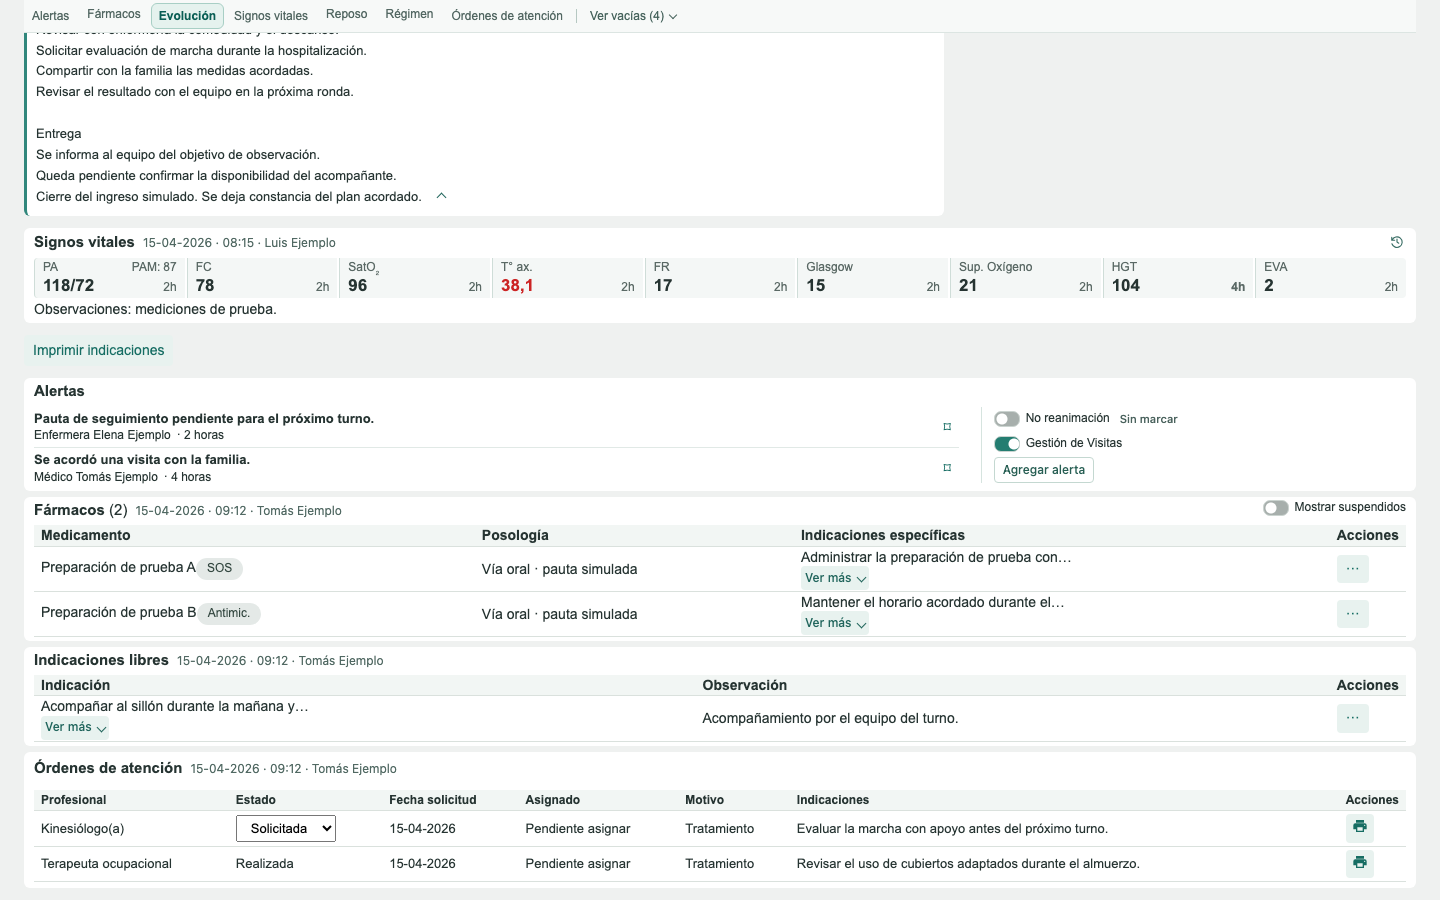 Alertas Fármacos Evolución Signos vitales Reposo Régimen Órdenes de atención Ver vacías (4)
Solicitar evaluación de marcha durante la hospitalización.
Compartir con la familia las medidas acordadas.
Revisar el resultado con el equipo en la próxima ronda.
Entrega
Se informa al equipo del objetivo de observación.
Queda pendiente confirmar la disponibilidad del acompañante.
Cierre del ingreso simulado. Se deja constancia del plan acordado.
Signos vitales 15-04-2026 · 08:15 · Luis Ejemplo
PA PAM: 87 FC SatO₂ T° ax. FR Glasgow Sup. Oxígeno HGT EVA
118/72 2h 78 2h 96 2h 38,1 2h 17 2h 15 2h 21 2h 104 4h 2 2h
Observaciones: mediciones de prueba.
Imprimir indicaciones
Alertas
Pauta de seguimiento pendiente para el próximo turno.
Enfermera Elena Ejemplo · 2 horas
Se acordó una visita con la familia.
Médico Tomás Ejemplo · 4 horas
No reanimación Sin marcar
Gestión de Visitas
Agregar alerta
Fármacos (2) 15-04-2026 · 09:12 · Tomás Ejemplo Mostrar suspendidos
Medicamento Posología Indicaciones específicas Acciones
Preparación de prueba A SOS Vía oral · pauta simulada Administrar la preparación de prueba con… ...
Ver más
Preparación de prueba B Antimic. Vía oral · pauta simulada Mantener el horario acordado durante el… ...
Ver más
Indicaciones libres 15-04-2026 · 09:12 · Tomás Ejemplo
Indicación Observación Acciones
Acompañar al sillón durante la mañana y… Acompañamiento por el equipo del turno. ...
Ver más
Órdenes de atención 15-04-2026 · 09:12 · Tomás Ejemplo
Profesional Estado Fecha solicitud Asignado Motivo Indicaciones Acciones
Kinesiólogo(a) Solicitada 15-04-2026 Pendiente asignar Tratamiento Evaluar la marcha con apoyo antes del próximo turno.
Terapeuta ocupacional Realizada 15-04-2026 Pendiente asignar Tratamiento Revisar el uso de cubiertos adaptados durante el almuerzo.